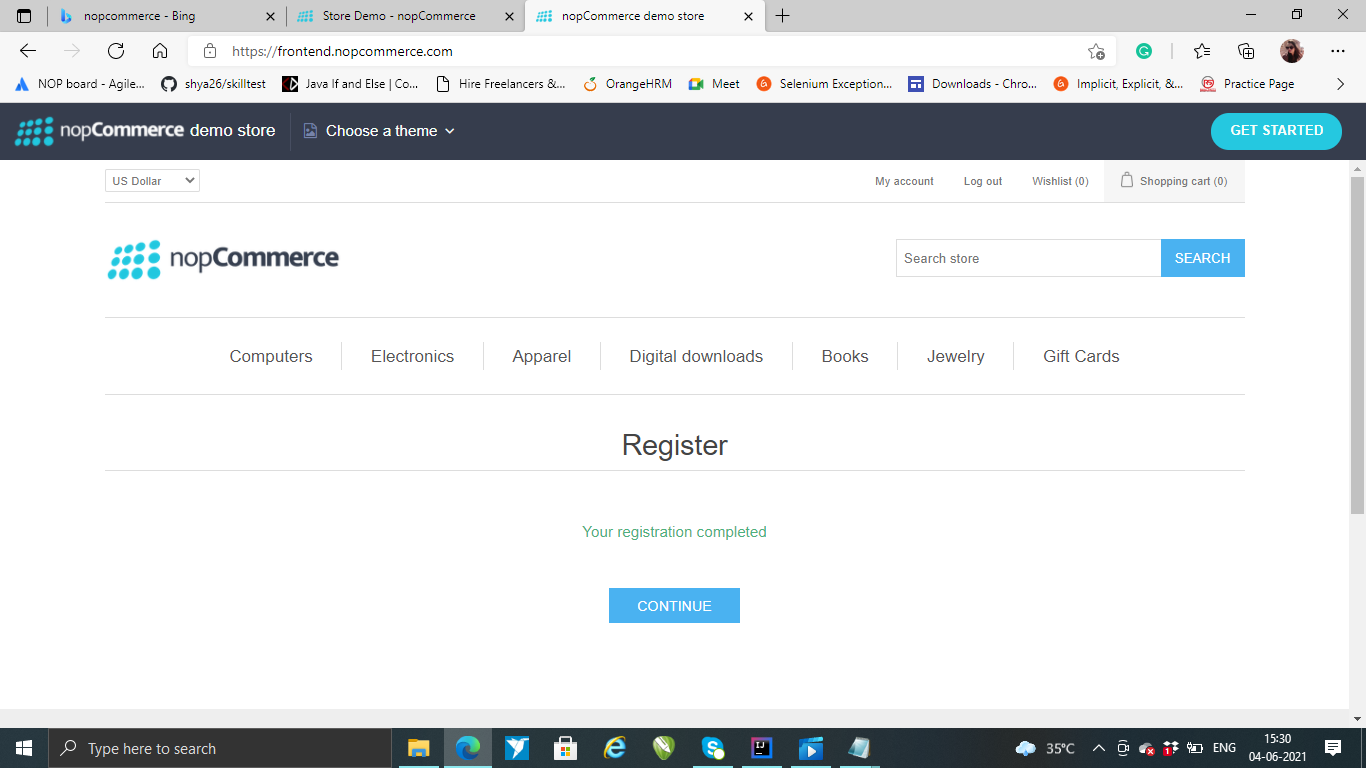 nopcommerce - Bing
Store Demo - nopCommerce
nopCommerce demo store
https://frontend.nopcommerce.com
NOP board - Agile...
shya26/skilltest
Java If and Else | Co...
Hire Freelancers &...
OrangeHRM
Meet
Selenium Exception...
Downloads - Chro...
Implicit, Explicit, &...
Practice Page
nopCommerce demo store
Choose a theme
GET STARTED
US Dollar
My account
Log out
Wishlist (0)
Shopping cart (0)
nopCommerce
Search store
SEARCH
Computers
Electronics
Apparel
Digital downloads
Books
Jewelry
Gift Cards
Register
Your registration completed
CONTINUE
Type here to search
35°C
ENG
15:30
04-06-2021